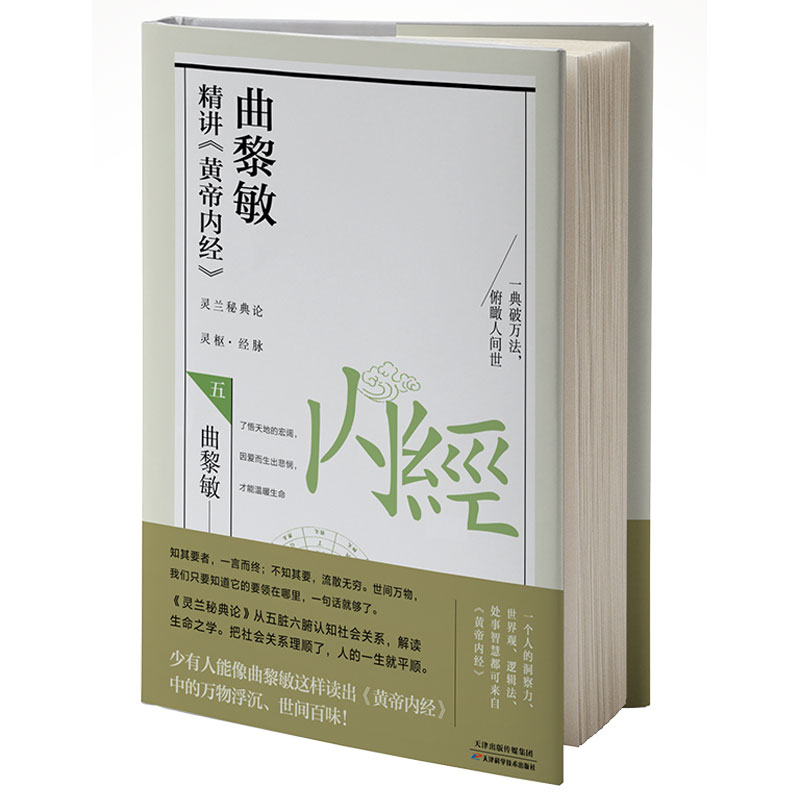 曲黎敏
精讲《黄帝内经》
灵兰秘典论
灵枢·经脉
一典破万法,
俯瞰人间世
五
曲黎敏
内經
了悟天地的宏阔,
因爱而生出悲悯,
才能温暖生命
知其要者，一言而终；不知其要，流散无穷。世间万物，
我们只要知道它的要领在哪里，一句话就够了。
《灵兰秘典论》从五脏六腑认知社会关系，解读
生命之学。把社会关系理顺了，人的一生就平顺。
少有人能像曲黎敏这样读出《黄帝内经》
中的万物浮沉、世间百味！
一个人的洞察力、
世界观、逻辑法、
处事智慧都可来自
《黄帝内经》
天津出版传媒集团
天津科学技术出版社